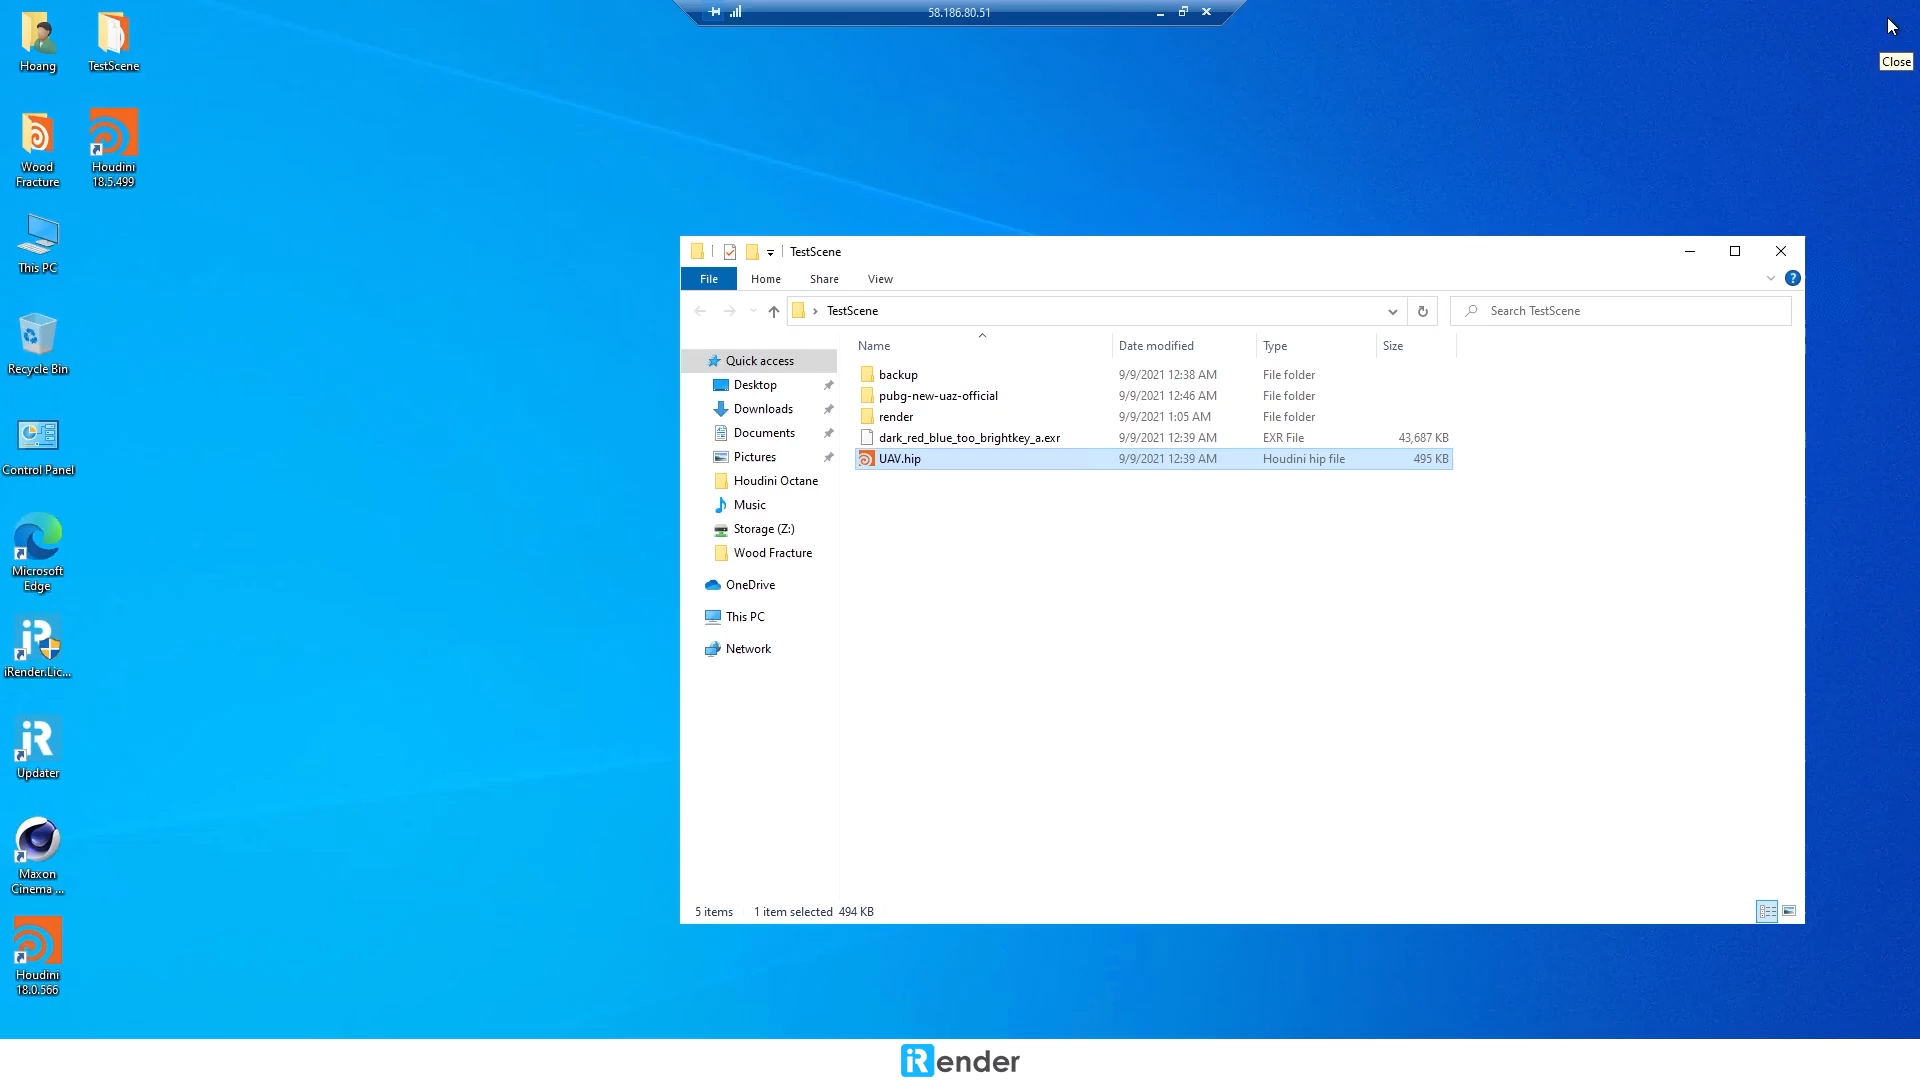 58.186.80.51
Close
Hoang
TestScene
Wood
Fracture
Houdini
18.5.499
This PC
Recycle Bin
Control Panel
Microsoft
Edge
iRender.Lic...
Updater
Maxon
Cinema ...
Houdini
18.0.566
TestScene
File Home Share View
TestScene
Search TestScene
Name Date modified Type Size
Quick access
Desktop
Downloads
Documents
Pictures
Houdini Octane
Music
Storage (Z:)
Wood Fracture
OneDrive
This PC
Network
backup 9/9/2021 12:38 AM File folder
pubg-new-uaz-official 9/9/2021 12:46 AM File folder
render 9/9/2021 1:05 AM File folder
dark_red_blue_too_brightkey_a.exr 9/9/2021 12:39 AM EXR File 43,687 KB
UAV.hip 9/9/2021 12:39 AM Houdini hip file 495 KB
5 items 1 item selected 494 KB
iRender